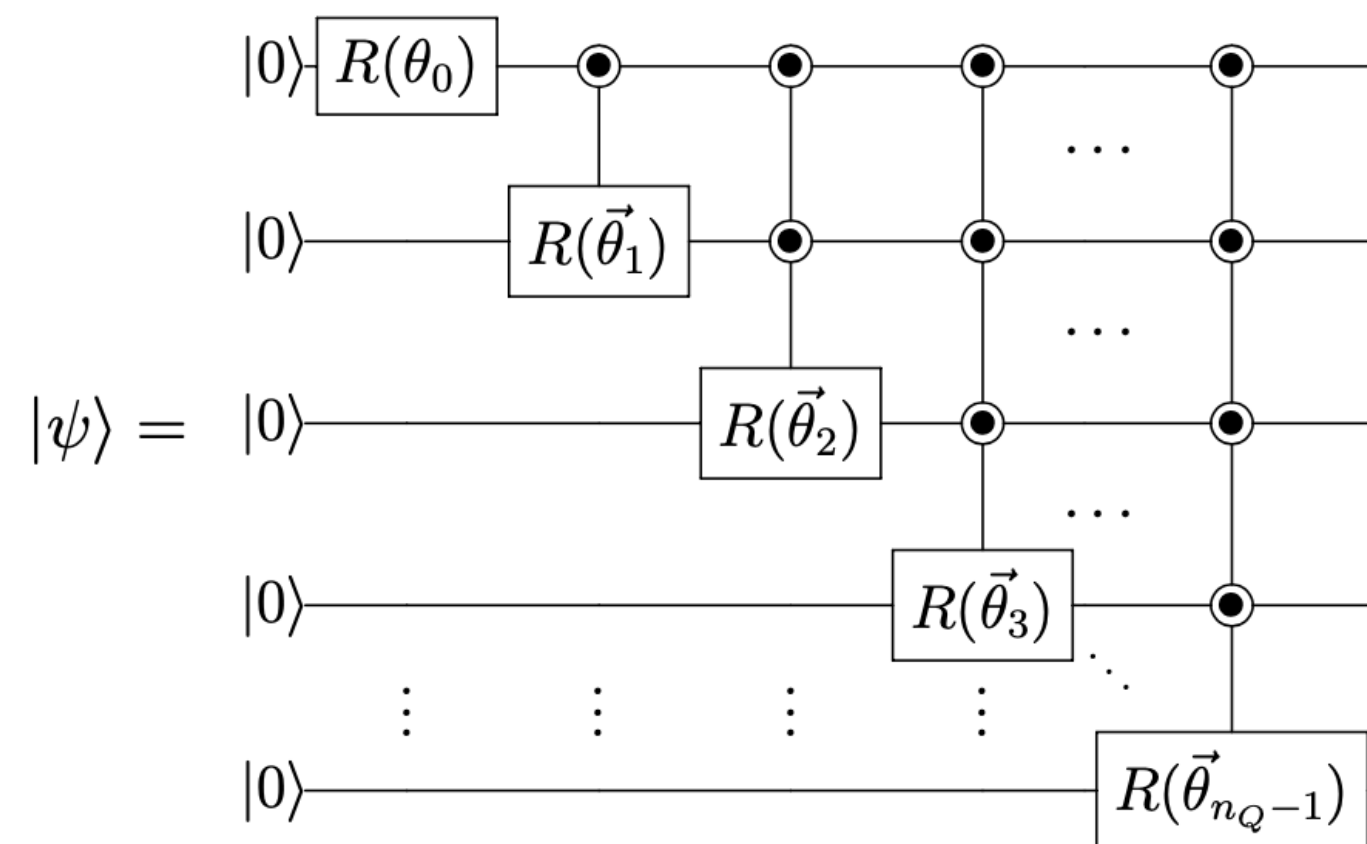 |0⟩ R(θ₀)
⋯
|0⟩ R(θ⃗₁)
⋯
|ψ⟩ = |0⟩ R(θ⃗₂)
⋯
|0⟩ R(θ⃗₃)
⋮ ⋮ ⋮ ⋮ ⋱
|0⟩ R(θ⃗_{n_Q−1})